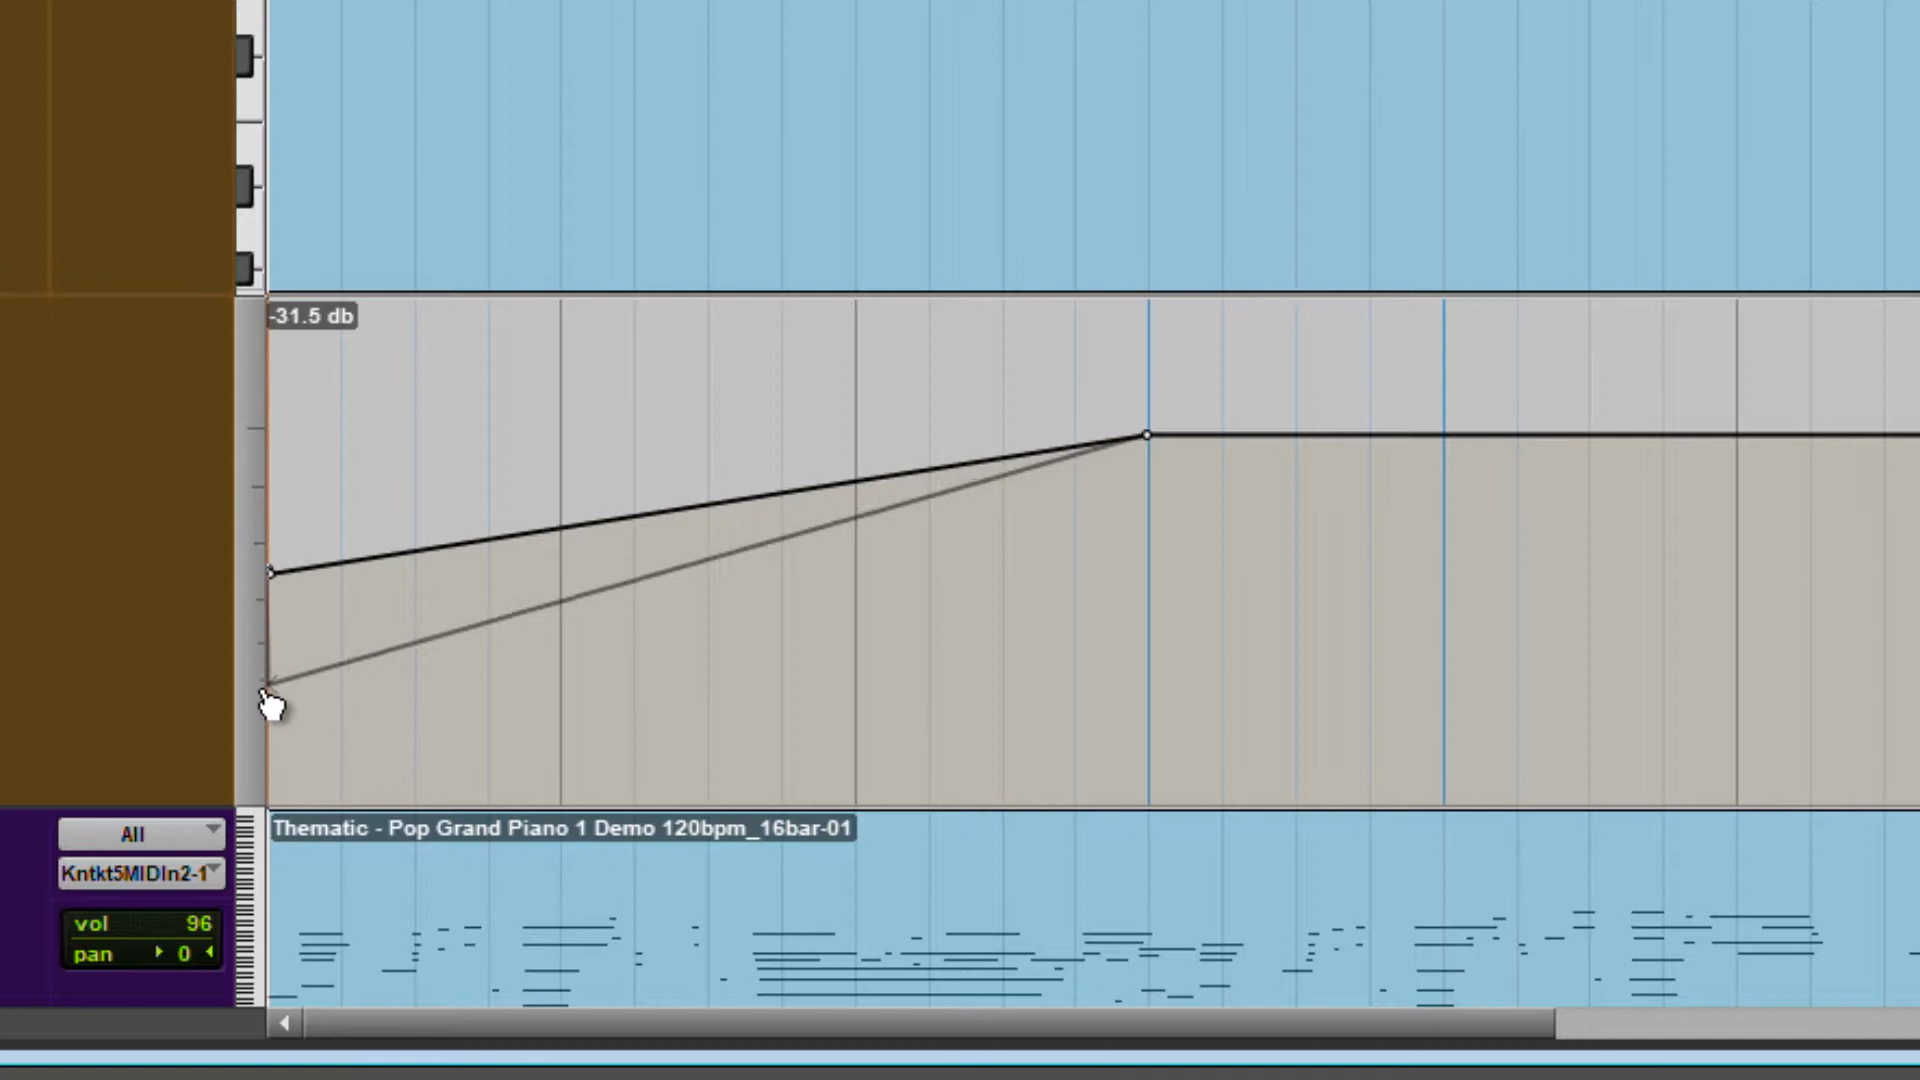 -31.5 db
All
Thematic - Pop Grand Piano 1 Demo 120bpm_16bar-01
Kntkt5MIDIn2-1
vol 96
pan 0